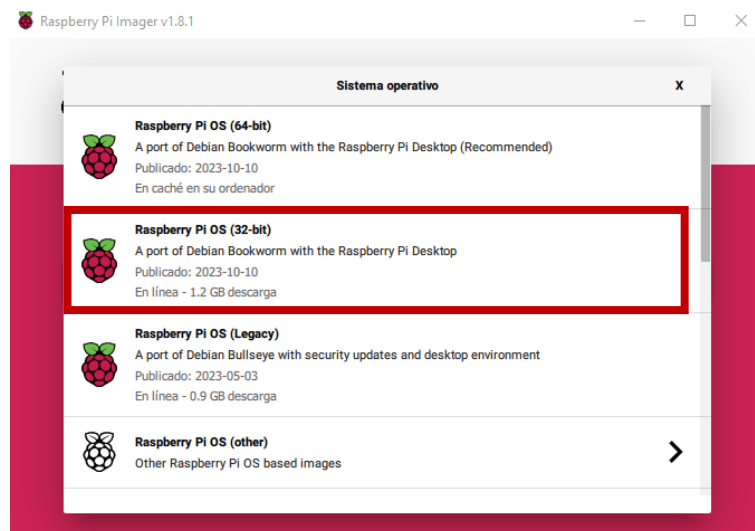 Raspberry Pi Imager v1.8.1
Sistema operativo
X
Raspberry Pi OS (64-bit)
A port of Debian Bookworm with the Raspberry Pi Desktop (Recommended)
Publicado: 2023-10-10
En caché en su ordenador
Raspberry Pi OS (32-bit)
A port of Debian Bookworm with the Raspberry Pi Desktop
Publicado: 2023-10-10
En línea - 1.2 GB descarga
Raspberry Pi OS (Legacy)
A port of Debian Bullseye with security updates and desktop environment
Publicado: 2023-05-03
En línea - 0.9 GB descarga
Raspberry Pi OS (other)
Other Raspberry Pi OS based images